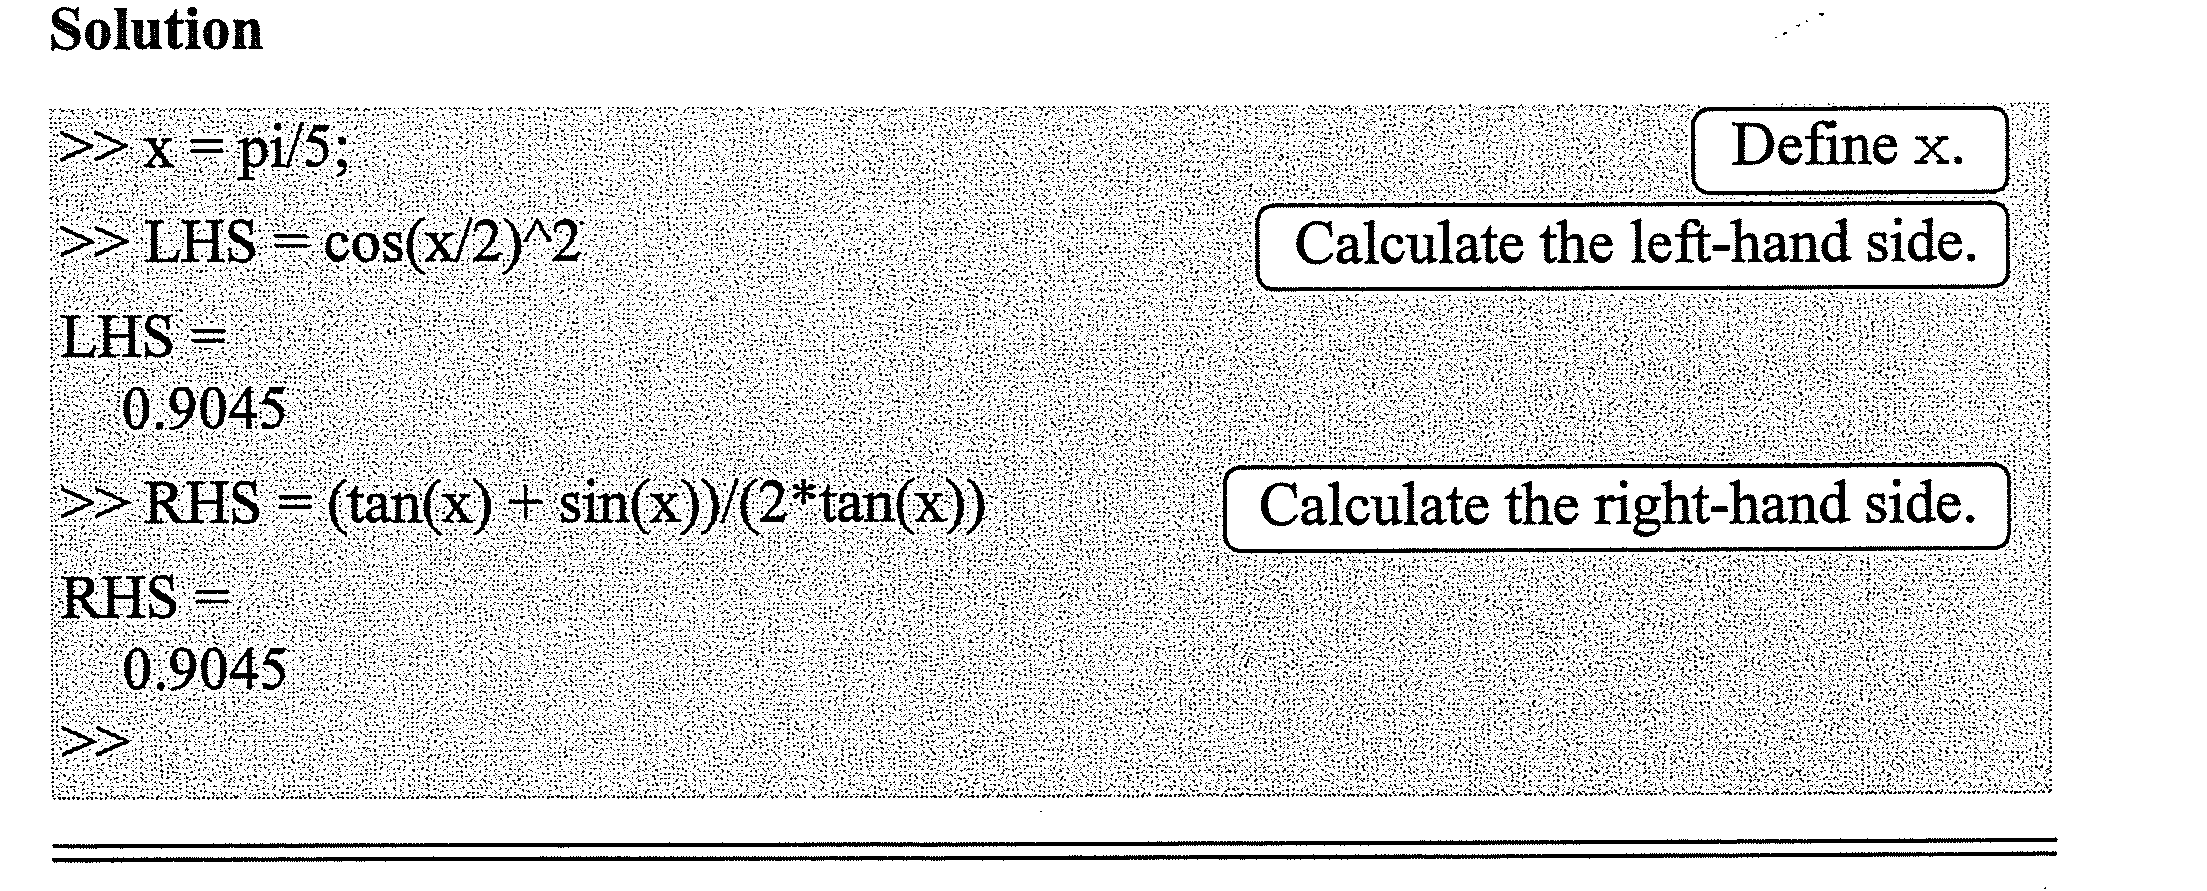 Solution
>> x = pi/5;
Define x.
>> LHS = cos(x/2)^2
Calculate the left-hand side.
LHS =
0.9045
>> RHS = (tan(x) + sin(x))/(2*tan(x))
Calculate the right-hand side.
RHS =
0.9045
>>